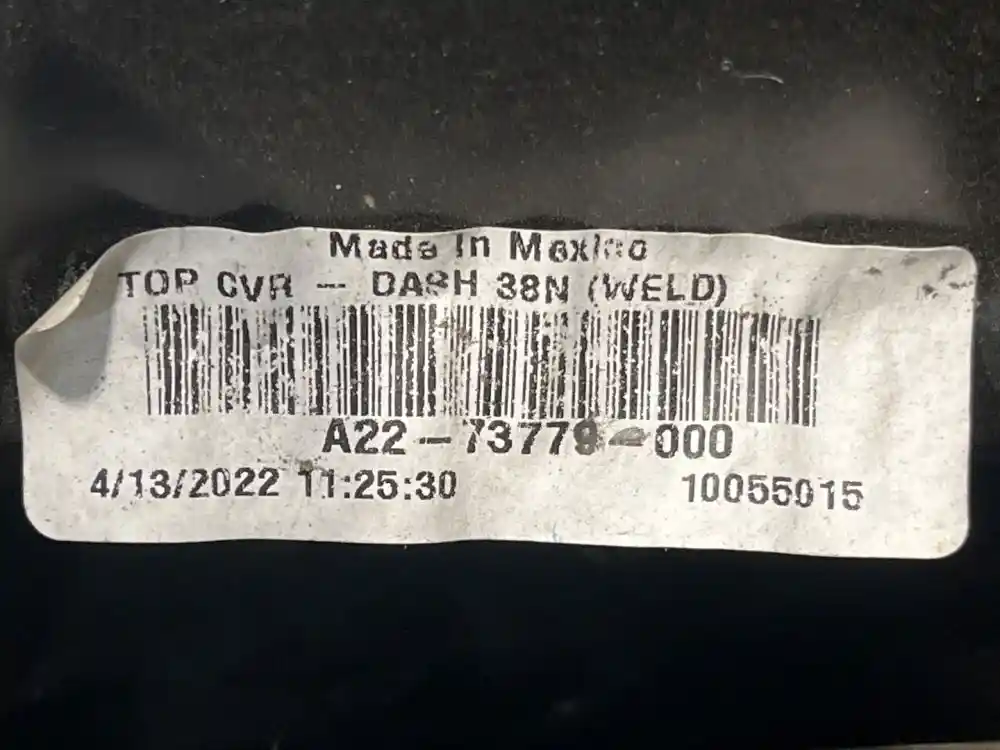 Made In Mexico
TOP CVR - DASH 38N (WELD)
A22-73779-000
4/13/2022 11:25:30 10055015